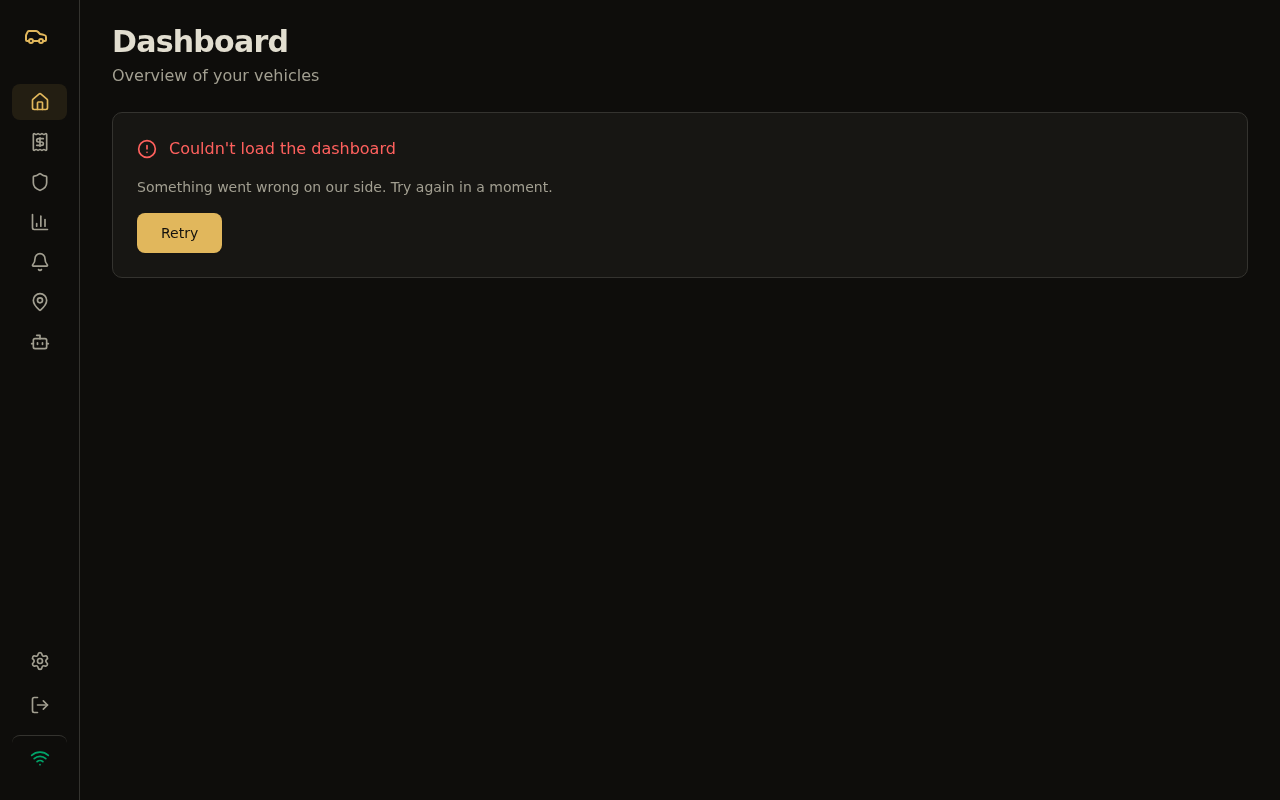 Dashboard
Overview of your vehicles
Couldn't load the dashboard
Something went wrong on our side. Try again in a moment.
Retry